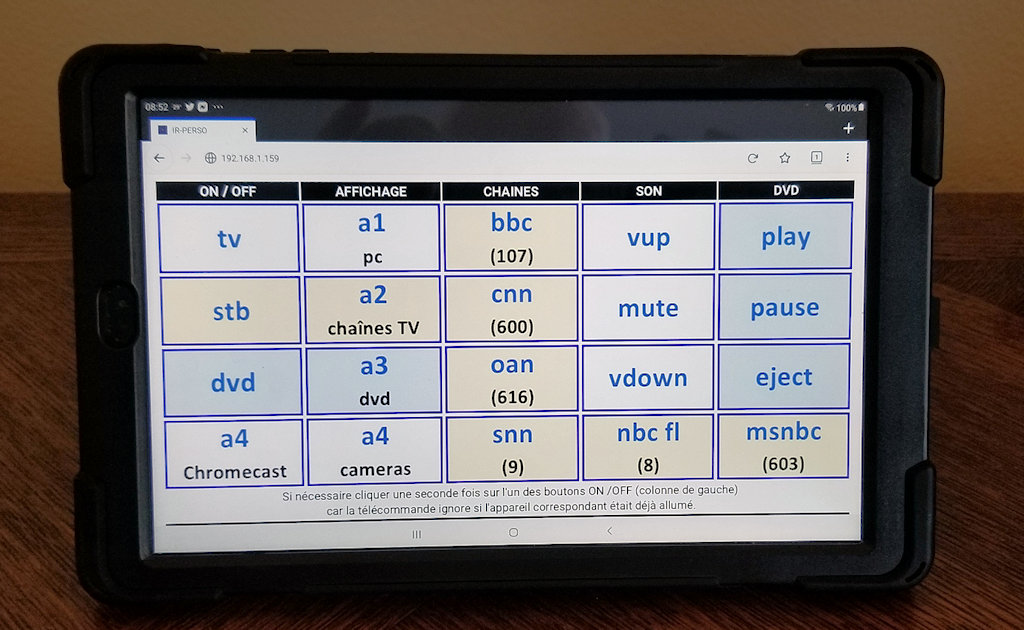 08:52
100%
IR-PERSO
192.168.1.159
1
ON / OFF AFFICHAGE CHAINES SON DVD
tv a1 bbc vup play
pc (107)
stb a2 cnn mute pause
chaînes TV (600)
dvd a3 oan vdown eject
dvd (616)
a4 a4 snn nbc fl msnbc
Chromecast cameras (9) (8) (603)
Si nécessaire cliquer une seconde fois sur l'un des boutons ON /OFF (colonne de gauche)
car la télécommande ignore si l'appareil correspondant était déjà allumé.